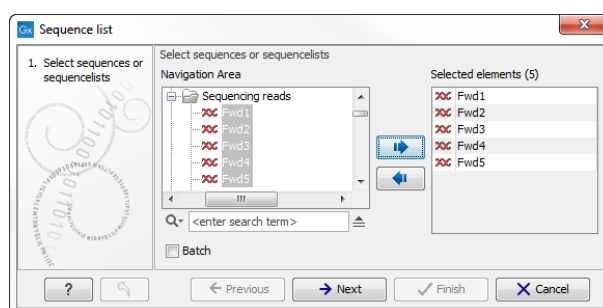 Gx Sequence list
1. Select sequences or
sequencelists
Select sequences or sequencelists
Navigation Area
Sequencing reads
Fwd1
Fwd2
Fwd3
Fwd4
Fwd5
<enter search term>
Batch
Selected elements (5)
Fwd1
Fwd2
Fwd3
Fwd4
Fwd5
?
Previous
Next
Finish
Cancel